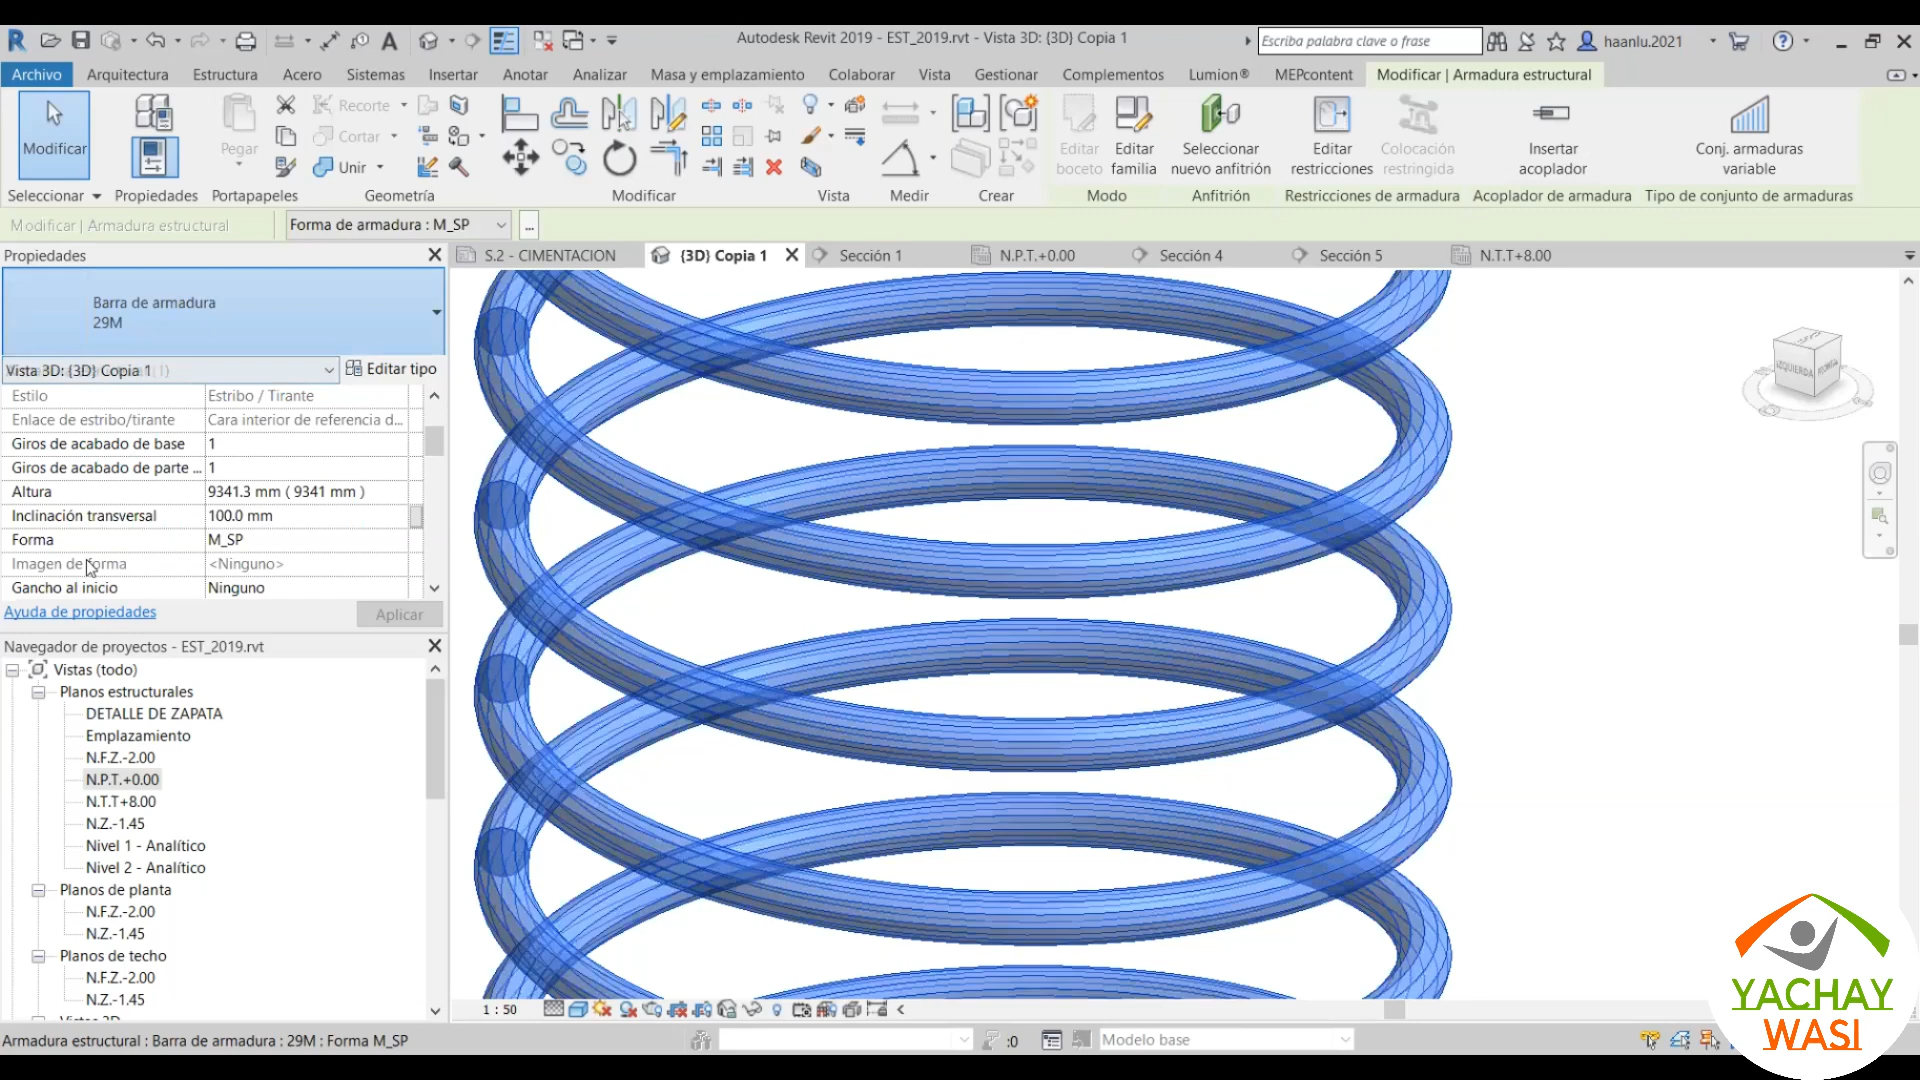 Autodesk Revit 2019 - EST_2019.rvt - Vista 3D: {3D} Copia 1
Escriba palabra clave o frase
haanlu.2021
Archivo
Arquitectura
Estructura
Acero
Sistemas
Insertar
Anotar
Analizar
Masa y emplazamiento
Colaborar
Vista
Gestionar
Complementos
Lumion®
MEPcontent
Modificar | Armadura estructural
Modificar
Pegar
Recorte
Cortar
Unir
Editar boceto
Editar familia
Seleccionar nuevo anfitrión
Editar restricciones
Colocación restringida
Insertar acoplador
Conj. armaduras variable
Seleccionar
Propiedades
Portapapeles
Geometría
Modificar
Vista
Medir
Crear
Modo
Anfitrión
Restricciones de armadura
Acoplador de armadura
Tipo de conjunto de armaduras
Modificar | Armadura estructural
Forma de armadura : M_SP
...
Propiedades
S.2 - CIMENTACION
{3D} Copia 1
Sección 1
N.P.T.+0.00
Sección 4
Sección 5
N.T.T+8.00
Barra de armadura
29M
Vista 3D: {3D} Copia 1
Editar tipo
Estilo
Estribo / Tirante
Enlace de estribo/tirante
Cara interior de referencia d...
Giros de acabado de base
1
Giros de acabado de parte ...
1
Altura
9341.3 mm ( 9341 mm )
Inclinación transversal
100.0 mm
Forma
M_SP
Imagen de forma
<Ninguno>
Gancho al inicio
Ninguno
Ayuda de propiedades
Aplicar
Navegador de proyectos - EST_2019.rvt
Vistas (todo)
Planos estructurales
DETALLE DE ZAPATA
Emplazamiento
N.F.Z.-2.00
N.P.T.+0.00
N.T.T+8.00
N.Z.-1.45
Nivel 1 - Analítico
Nivel 2 - Analítico
Planos de planta
N.F.Z.-2.00
N.Z.-1.45
Planos de techo
N.F.Z.-2.00
N.Z.-1.45
IZQUIERDA
1 : 50
Armadura estructural : Barra de armadura : 29M : Forma M_SP
:0
Modelo base
YACHAY
WASI